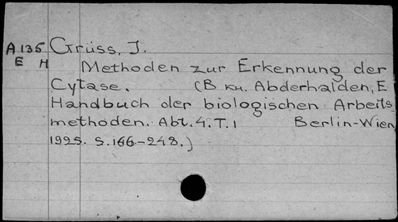 A 135 Grüss, J.
E H Methoden zur Erkennung der
Cytase. (В кн. Abderhalden, E
Handbuch der biologischen Arbeits
methoden. Abt. 4. T. 1 Berlin-Wien,
1925. S. 166-248.)